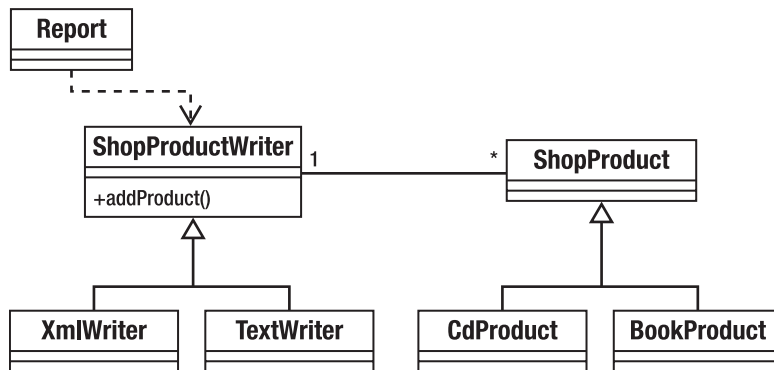 Report
ShopProductWriter
1
*
ShopProduct
+addProduct()
XmlWriter
TextWriter
CdProduct
BookProduct